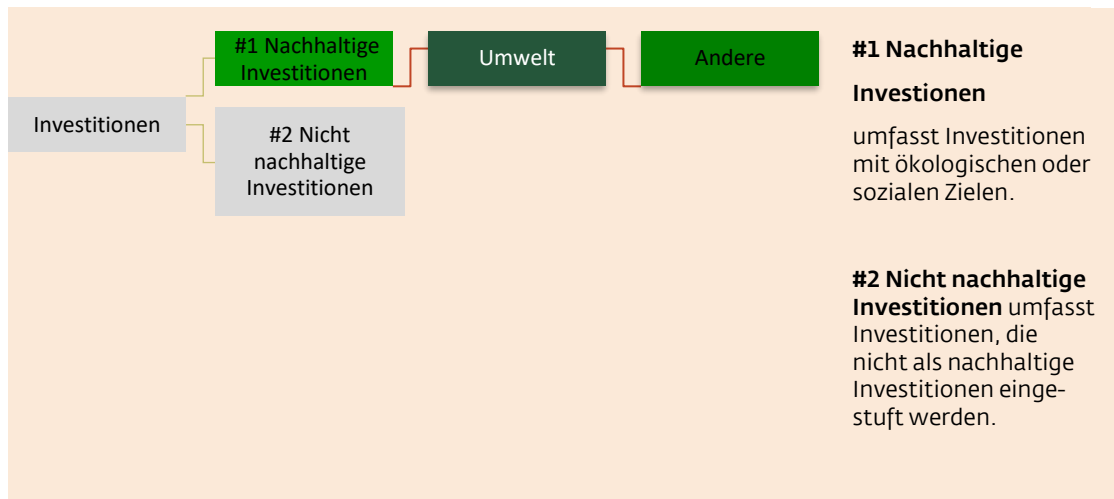 Investitionen
#1 Nachhaltige
Investitionen
Umwelt
Andere
#2 Nicht
nachhaltige
Investitionen
#1 Nachhaltige
Investionen
umfasst Investitionen
mit ökologischen oder
sozialen Zielen.
#2 Nicht nachhaltige
Investitionen umfasst
Investitionen, die
nicht als nachhaltige
Investitionen einge-
stuft werden.